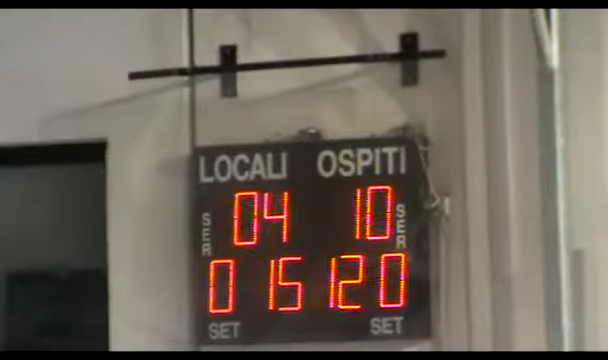 LOCALI OSPITI
SER 04 10 SER
0 15 12 0
SET SET